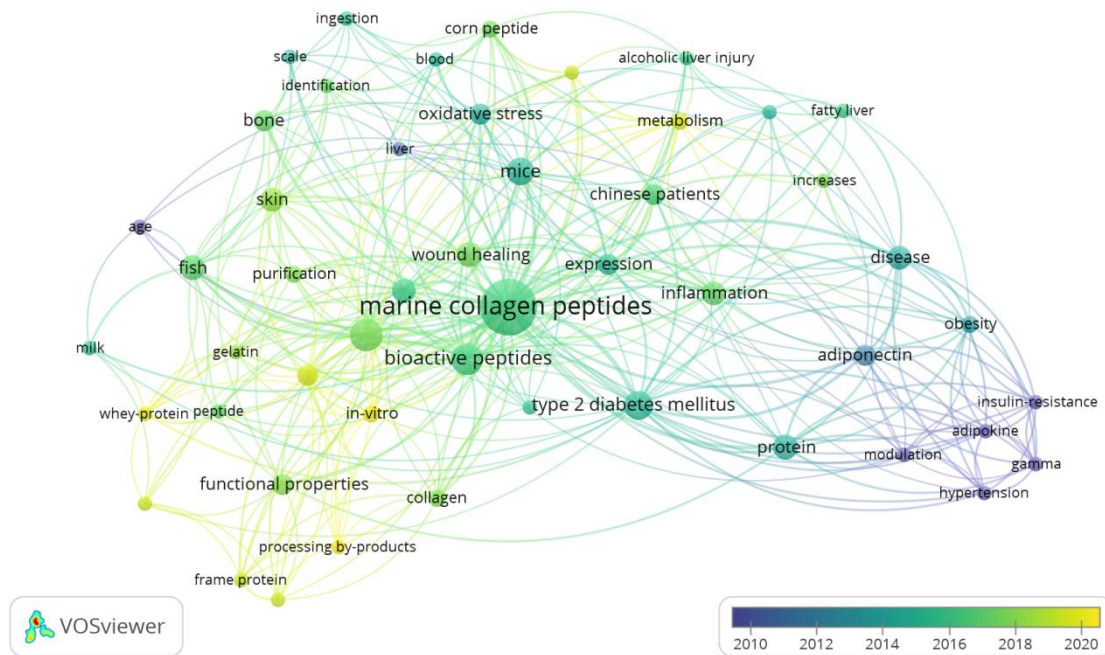 ingestion
corn peptide
scale
blood
alcoholic liver injury
identification
bone
oxidative stress
metabolism
fatty liver
liver
mice
chinese patients
increases
skin
age
wound healing
disease
fish
purification
expression
marine collagen peptides
inflammation
obesity
milk
gelatin
bioactive peptides
adiponectin
whey-protein
peptide
in-vitro
type 2 diabetes mellitus
insulin-resistance
adipokine
protein
modulation
gamma
functional properties
collagen
hypertension
processing by-products
frame protein
VOSviewer
2010 2012 2014 2016 2018 2020